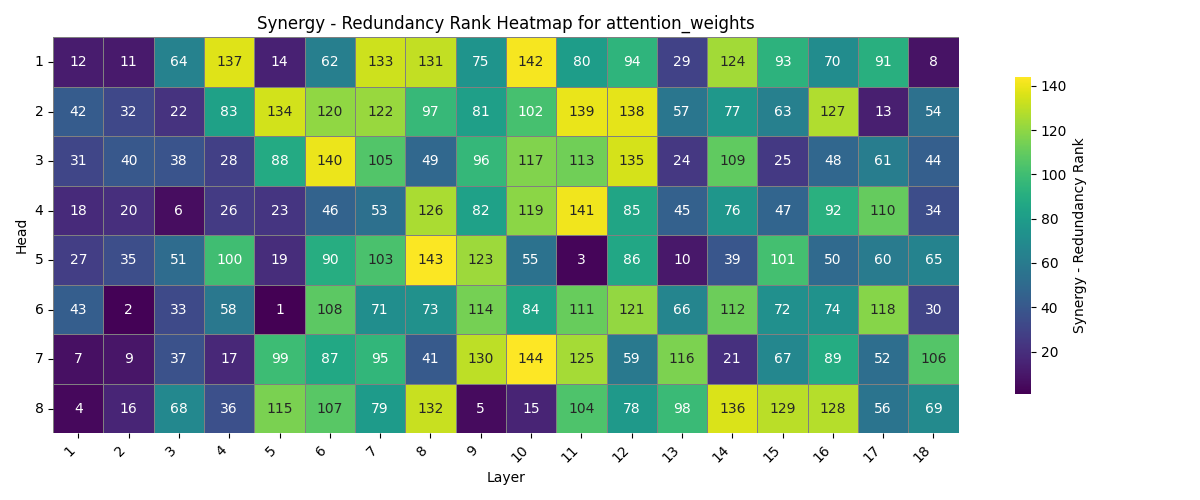 Synergy - Redundancy Rank Heatmap for attention_weights
Head
1 12 11 64 137 14 62 133 131 75 142 80 94 29 124 93 70 91 8
2 42 32 22 83 134 120 122 97 81 102 139 138 57 77 63 127 13 54
3 31 40 38 28 88 140 105 49 96 117 113 135 24 109 25 48 61 44
4 18 20 6 26 23 46 53 126 82 119 141 85 45 76 47 92 110 34
5 27 35 51 100 19 90 103 143 123 55 3 86 10 39 101 50 60 65
6 43 2 33 58 1 108 71 73 114 84 111 121 66 112 72 74 118 30
7 7 9 37 17 99 87 95 41 130 144 125 59 116 21 67 89 52 106
8 4 16 68 36 115 107 79 132 5 15 104 78 98 136 129 128 56 69
1 2 3 4 5 6 7 8 9 10 11 12 13 14 15 16 17 18
Layer
140
120
100
80
60
40
20
Synergy - Redundancy Rank